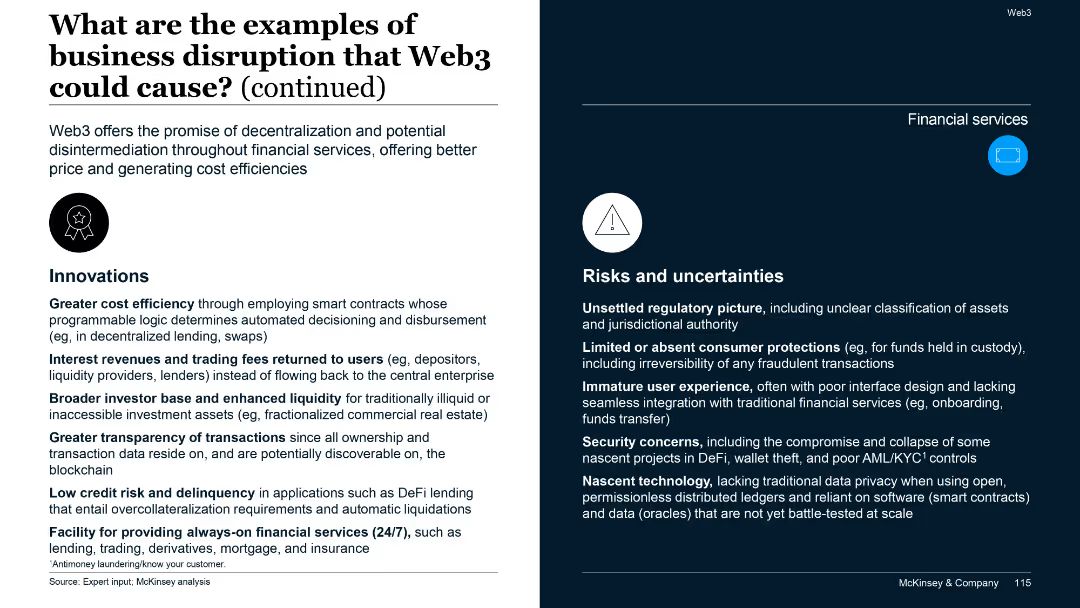 What are the examples of
business disruption that Web3
could cause? (continued)
Web3 offers the promise of decentralization and potential
disintermediation throughout financial services, offering better
price and generating cost efficiencies
Innovations
Greater cost efficiency through employing smart contracts whose
programmable logic determines automated decisioning and disbursement
(eg, in decentralized lending, swaps)
Interest revenues and trading fees returned to users (eg, depositors,
liquidity providers, lenders) instead of flowing back to the central enterprise
Broader investor base and enhanced liquidity for traditionally illiquid or
inaccessible investment assets (eg, fractionalized commercial real estate)
Greater transparency of transactions since all ownership and
transaction data reside on, and are potentially discoverable on, the
blockchain
Low credit risk and delinquency in applications such as DeFi lending
that entail overcollateralization requirements and automatic liquidations
Facility for providing always-on financial services (24/7), such as
lending, trading, derivatives, mortgage, and insurance
¹Antimoney laundering/know your customer.
Source: Expert input; McKinsey analysis
Web3
Financial services
Risks and uncertainties
Unsettled regulatory picture, including unclear classification of assets
and jurisdictional authority
Limited or absent consumer protections (eg, for funds held in custody),
including irreversibility of any fraudulent transactions
Immature user experience, often with poor interface design and lacking
seamless integration with traditional financial services (eg, onboarding,
funds transfer)
Security concerns, including the compromise and collapse of some
nascent projects in DeFi, wallet theft, and poor AML/KYC¹ controls
Nascent technology, lacking traditional data privacy when using open,
permissionless distributed ledgers and reliant on software (smart contracts)
and data (oracles) that are not yet battle-tested at scale
McKinsey & Company 115